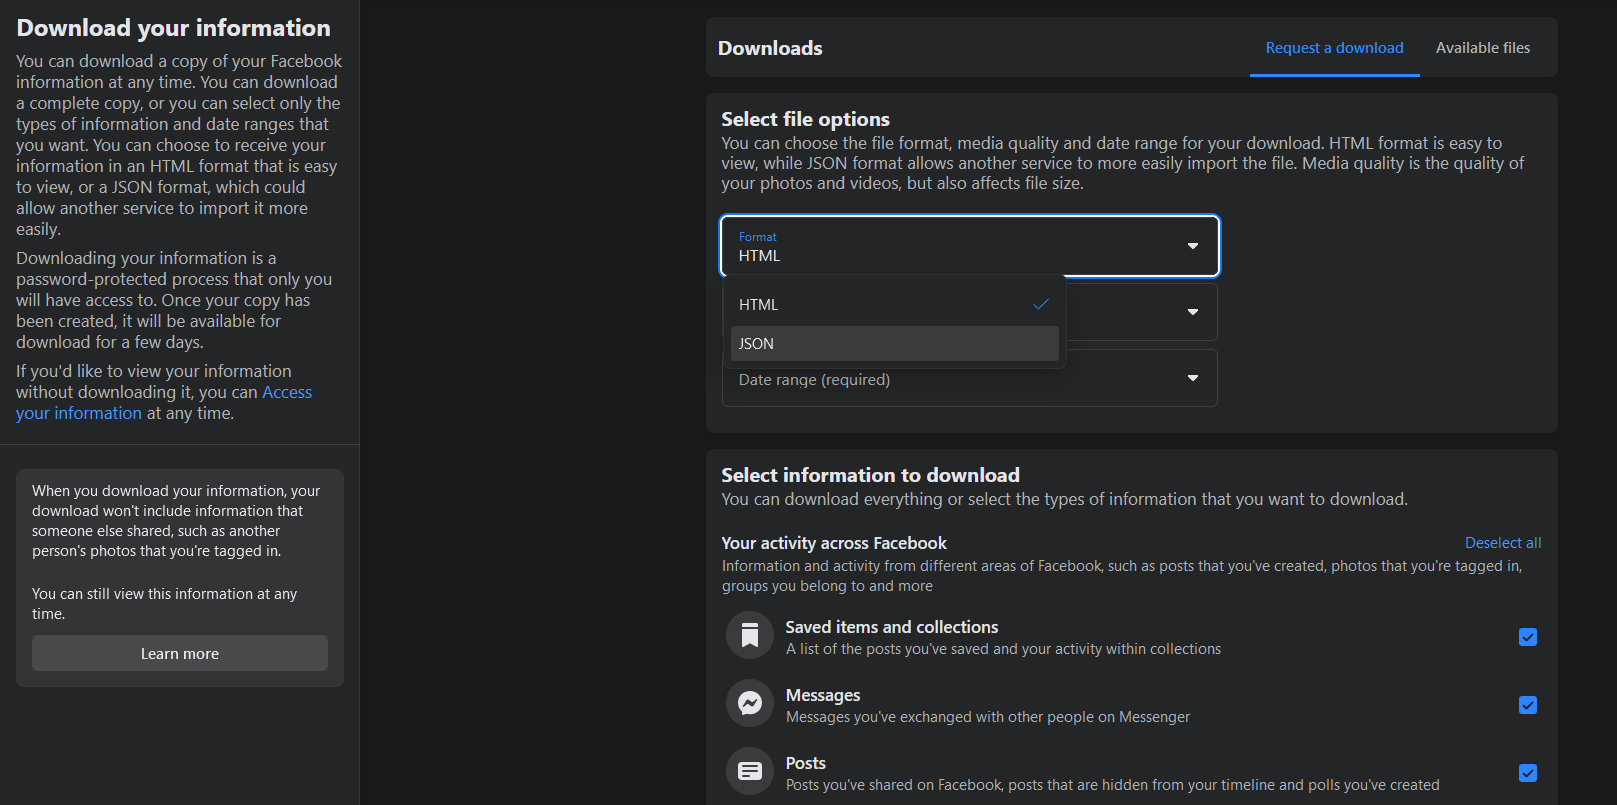 Download your information
You can download a copy of your Facebook
information at any time. You can download
a complete copy, or you can select only the
types of information and date ranges that
you want. You can choose to receive your
information in an HTML format that is easy
to view, or a JSON format, which could
allow another service to import it more
easily.
Downloading your information is a
password-protected process that only you
will have access to. Once your copy has
been created, it will be available for
download for a few days.
If you'd like to view your information
without downloading it, you can Access
your information at any time.
When you download your information, your
download won't include information that
someone else shared, such as another
person's photos that you're tagged in.
You can still view this information at any
time.
Learn more
Downloads
Request a download
Available files
Select file options
You can choose the file format, media quality and date range for your download. HTML format is easy to
view, while JSON format allows another service to more easily import the file. Media quality is the quality of
your photos and videos, but also affects file size.
Format
HTML
HTML
JSON
Date range (required)
Select information to download
You can download everything or select the types of information that you want to download.
Your activity across Facebook
Deselect all
Information and activity from different areas of Facebook, such as posts that you've created, photos that you're tagged in,
groups you belong to and more
Saved items and collections
A list of the posts you've saved and your activity within collections
Messages
Messages you've exchanged with other people on Messenger
Posts
Posts you've shared on Facebook, posts that are hidden from your timeline and polls you've created